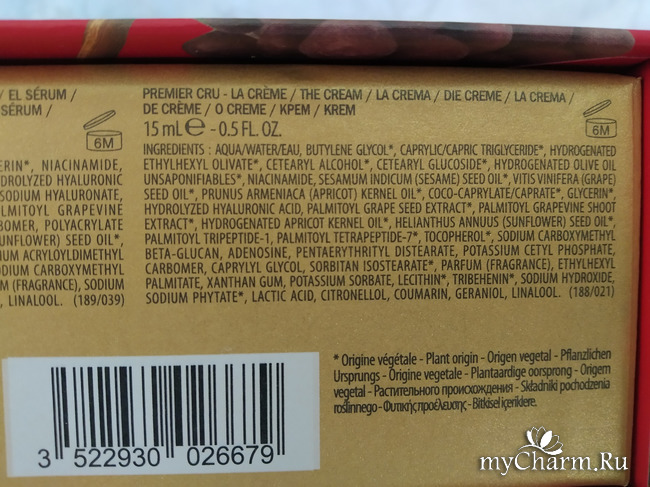 / EL SÉRUM /
SÉRUM /
6M
ERIN*, NIACINAMIDE,
HYDROLYZED HYALURONIC
SODIUM HYALURONATE,
PALMITOYL GRAPEVINE
CARBOMER, POLYACRYLATE
(SUNFLOWER) SEED OIL*,
UM ACRYLOYLDIMETHYL
SODIUM CARBOXYMETHYL
M (FRAGRANCE), SODIUM
, LINALOOL. (189/039)
PREMIER CRU - LA CRÈME / THE CREAM / LA CREMA / DIE CREME / LA CREMA /
DE CRÈME / O CREME / КРЕМ / KREM
15 mL e - 0.5 FL. OZ.
6M
INGREDIENTS : AQUA/WATER/EAU, BUTYLENE GLYCOL*, CAPRYLIC/CAPRIC TRIGLYCERIDE*, HYDROGENATED
ETHYLHEXYL OLIVATE*, CETEARYL ALCOHOL*, CETEARYL GLUCOSIDE*, HYDROGENATED OLIVE OIL
UNSAPONIFIABLES*, NIACINAMIDE, SESAMUM INDICUM (SESAME) SEED OIL*, VITIS VINIFERA (GRAPE)
SEED OIL*, PRUNUS ARMENIACA (APRICOT) KERNEL OIL*, COCO-CAPRYLATE/CAPRATE*, GLYCERIN*,
HYDROLYZED HYALURONIC ACID, PALMITOYL GRAPE SEED EXTRACT*, PALMITOYL GRAPEVINE SHOOT
EXTRACT*, HYDROGENATED APRICOT KERNEL OIL*, HELIANTHUS ANNUUS (SUNFLOWER) SEED OIL*,
PALMITOYL TRIPEPTIDE-1, PALMITOYL TETRAPEPTIDE-7*, TOCOPHEROL*, SODIUM CARBOXYMETHYL
BETA-GLUCAN, ADENOSINE, PENTAERYTHRITYL DISTEARATE, POTASSIUM CETYL PHOSPHATE,
CARBOMER, CAPRYLYL GLYCOL, SORBITAN ISOSTEARATE*, PARFUM (FRAGRANCE), ETHYLHEXYL
PALMITATE, XANTHAN GUM, POTASSIUM SORBATE, LECITHIN*, TRIBEHENIN*, SODIUM HYDROXIDE,
SODIUM PHYTATE*, LACTIC ACID, CITRONELLOL, COUMARIN, GERANIOL, LINALOOL. (188/021)
* Origine végétale - Plant origin - Origen vegetal - Pflanzlichen
Ursprungs - Origine vegetale - Plantaardige oorsprong - Origem
vegetal - Растительного происхождения - Składniki pochodzenia
roślinnego - Φυτικής προέλευσης - Bitkisel içeriklere.
3 522930 026679
myCharm.Ru